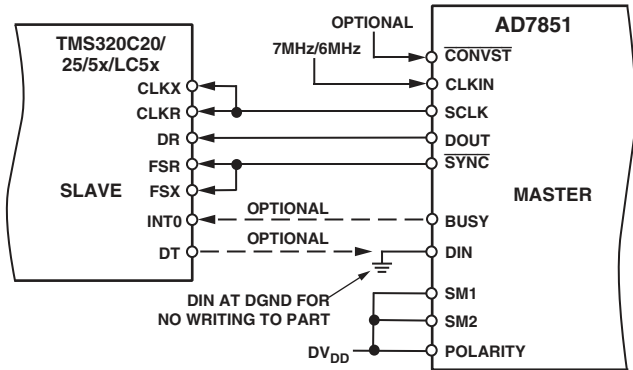 OPTIONAL
AD7851
TMS320C20/
25/5x/LC5x
7MHz/6MHz
CONVST
CLKX
CLKIN
CLKR
SCLK
DR
DOUT
FSR
SYNC
SLAVE
FSX
MASTER
INT0
OPTIONAL
BUSY
DT
OPTIONAL
DIN
DIN AT DGND FOR
NO WRITING TO PART
SM1
SM2
DVDD
POLARITY